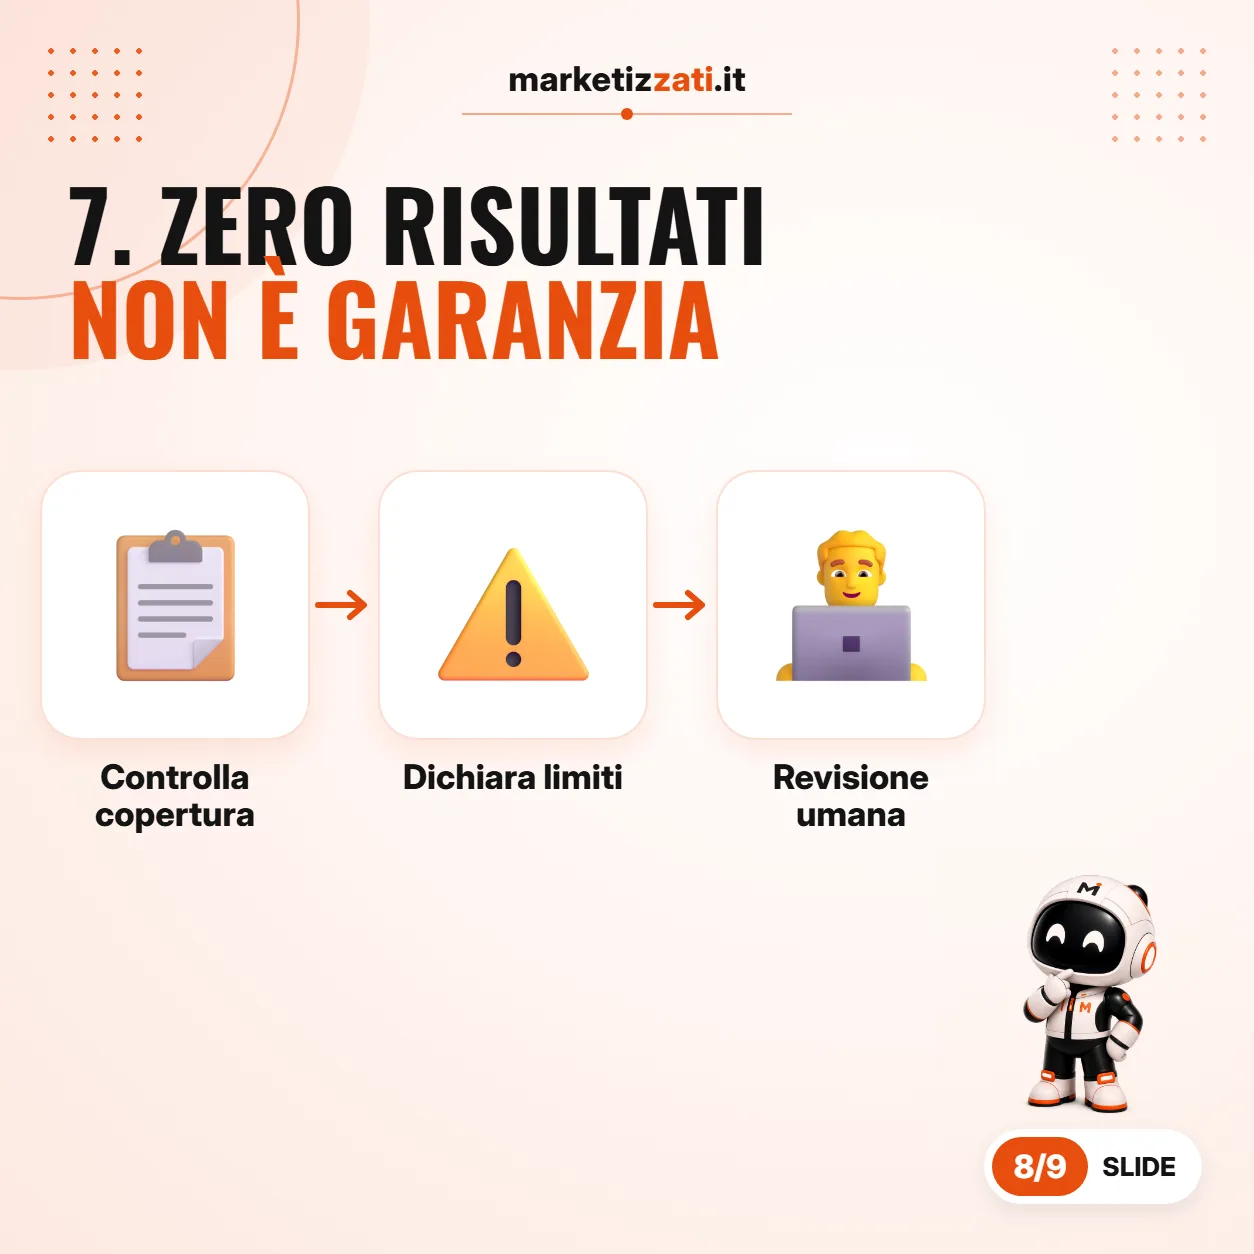 marketizzati.it
7. ZERO RISULTATI
NON È GARANZIA
Controlla
copertura
Dichiara limiti
Revisione
umana
8/9 SLIDE